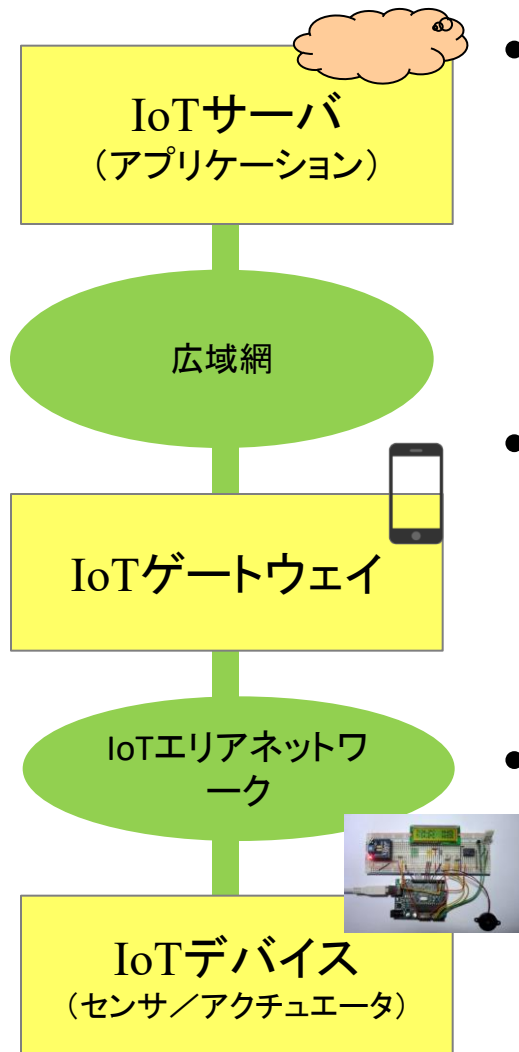 IoTサーバ
（アプリケーション）
広域網
IoTゲートウェイ
IoTエリアネットワ
ーク
IoTデバイス
（センサ／アクチュエータ）